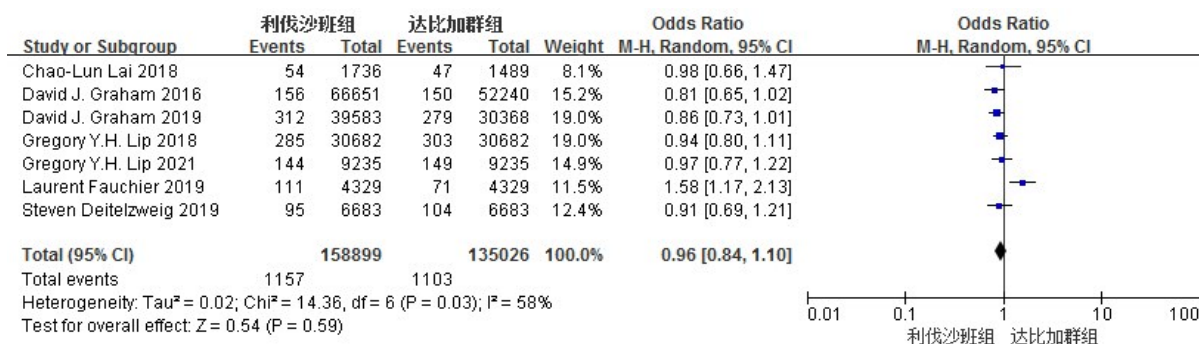 利伐沙班组 达比加群组 Odds Ratio Odds Ratio
Study or Subgroup Events Total Events Total Weight M-H, Random, 95% CI M-H, Random, 95% CI
Chao-Lun Lai 2018 54 1736 47 1489 8.1% 0.98 [0.66, 1.47]
David J. Graham 2016 156 66651 150 52240 15.2% 0.81 [0.65, 1.02]
David J. Graham 2019 312 39583 279 30368 19.0% 0.86 [0.73, 1.01]
Gregory Y.H. Lip 2018 285 30682 303 30682 19.0% 0.94 [0.80, 1.11]
Gregory Y.H. Lip 2021 144 9235 149 9235 14.9% 0.97 [0.77, 1.22]
Laurent Fauchier 2019 111 4329 71 4329 11.5% 1.58 [1.17, 2.13]
Steven Deitelzweig 2019 95 6683 104 6683 12.4% 0.91 [0.69, 1.21]
Total (95% CI) 158899 135026 100.0% 0.96 [0.84, 1.10]
Total events 1157 1103
Heterogeneity: Tau² = 0.02; Chi² = 14.36, df = 6 (P = 0.03); I² = 58%
Test for overall effect: Z = 0.54 (P = 0.59)
0.01 0.1 1 10 100
利伐沙班组 达比加群组